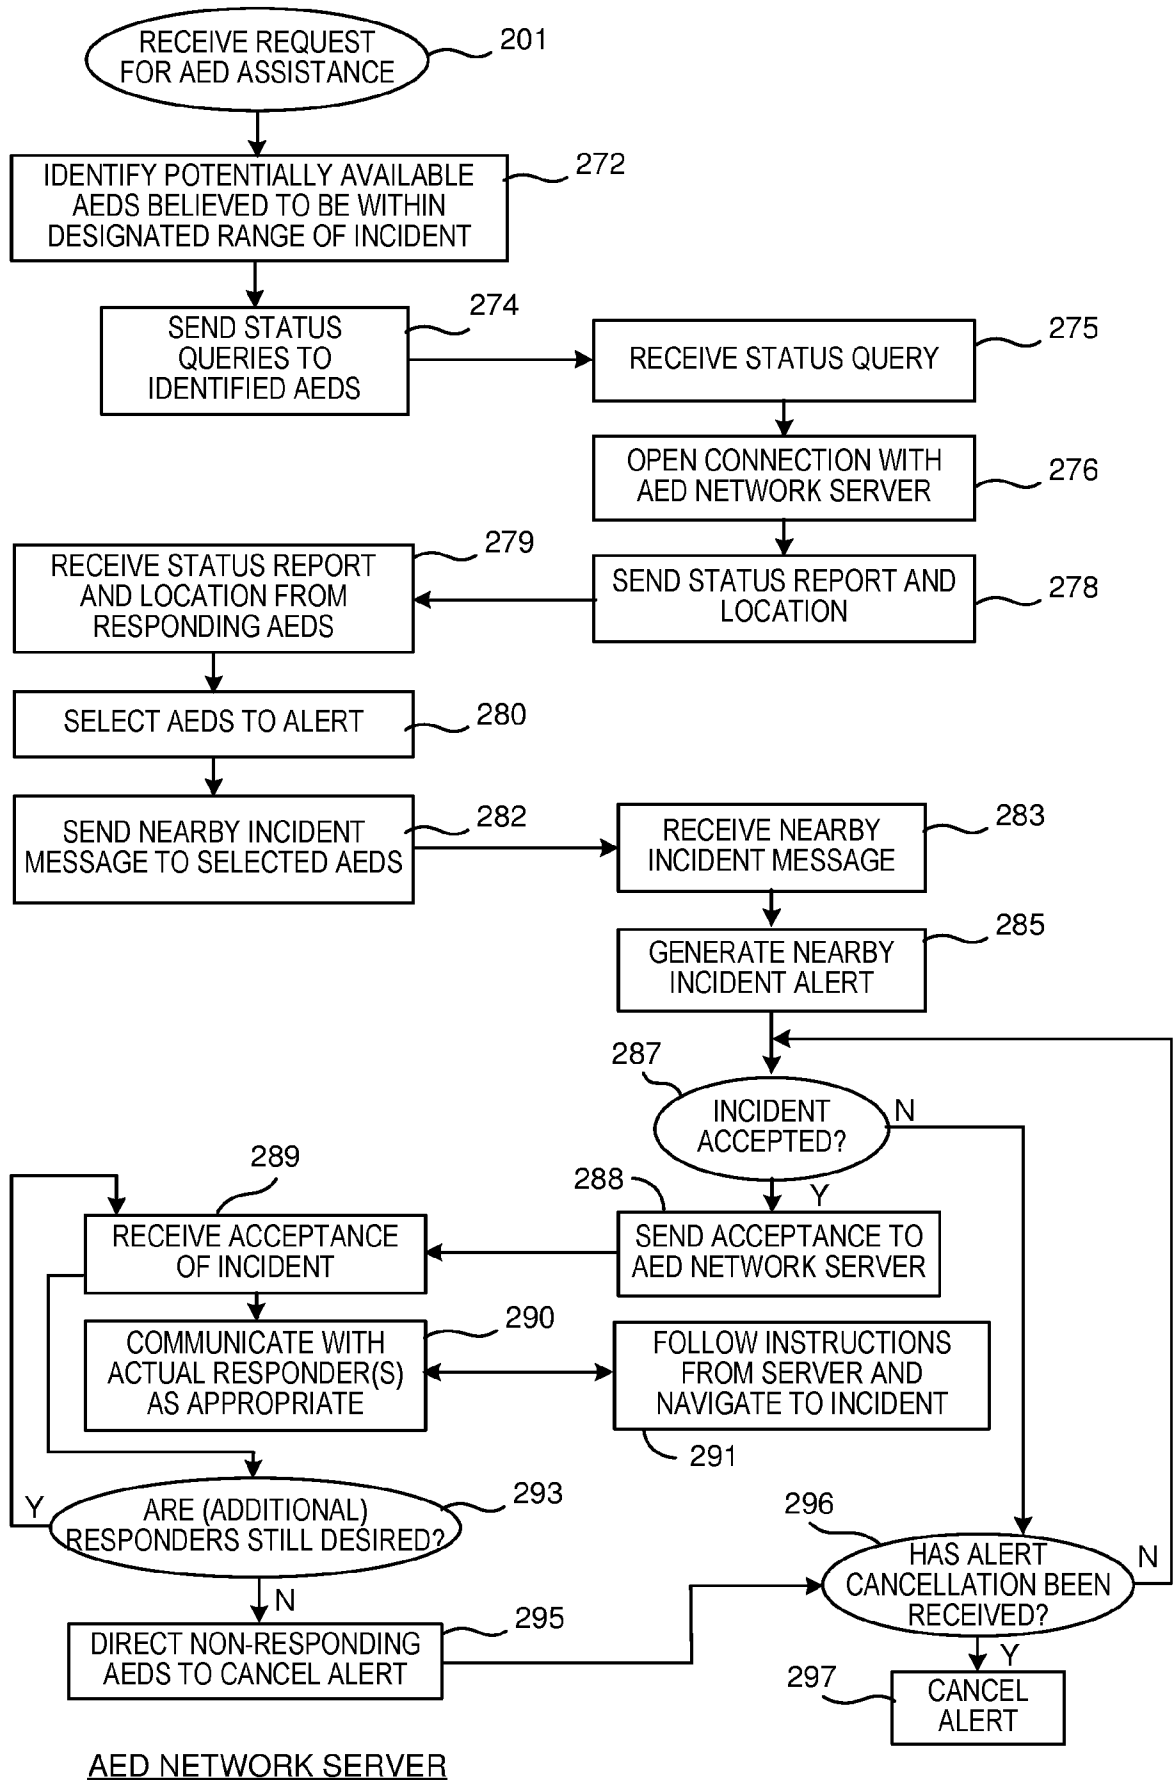 RECEIVE REQUEST
FOR AED ASSISTANCE
201
IDENTIFY POTENTIALLY AVAILABLE
AEDS BELIEVED TO BE WITHIN
DESIGNATED RANGE OF INCIDENT
272
SEND STATUS
QUERIES TO
IDENTIFIED AEDS
274
RECEIVE STATUS QUERY
275
OPEN CONNECTION WITH
AED NETWORK SERVER
276
SEND STATUS REPORT AND
LOCATION
278
RECEIVE STATUS REPORT
AND LOCATION FROM
RESPONDING AEDS
279
SELECT AEDS TO ALERT
280
SEND NEARBY INCIDENT
MESSAGE TO SELECTED AEDS
282
RECEIVE NEARBY
INCIDENT MESSAGE
283
GENERATE NEARBY
INCIDENT ALERT
285
287
INCIDENT
ACCEPTED?
N
Y
288
SEND ACCEPTANCE TO
AED NETWORK SERVER
289
RECEIVE ACCEPTANCE
OF INCIDENT
290
COMMUNICATE WITH
ACTUAL RESPONDER(S)
AS APPROPRIATE
FOLLOW INSTRUCTIONS
FROM SERVER AND
NAVIGATE TO INCIDENT
291
293
Y
ARE (ADDITIONAL)
RESPONDERS STILL DESIRED?
N
295
DIRECT NON-RESPONDING
AEDS TO CANCEL ALERT
296
HAS ALERT
CANCELLATION BEEN
RECEIVED?
N
Y
297
CANCEL
ALERT
AED NETWORK SERVER